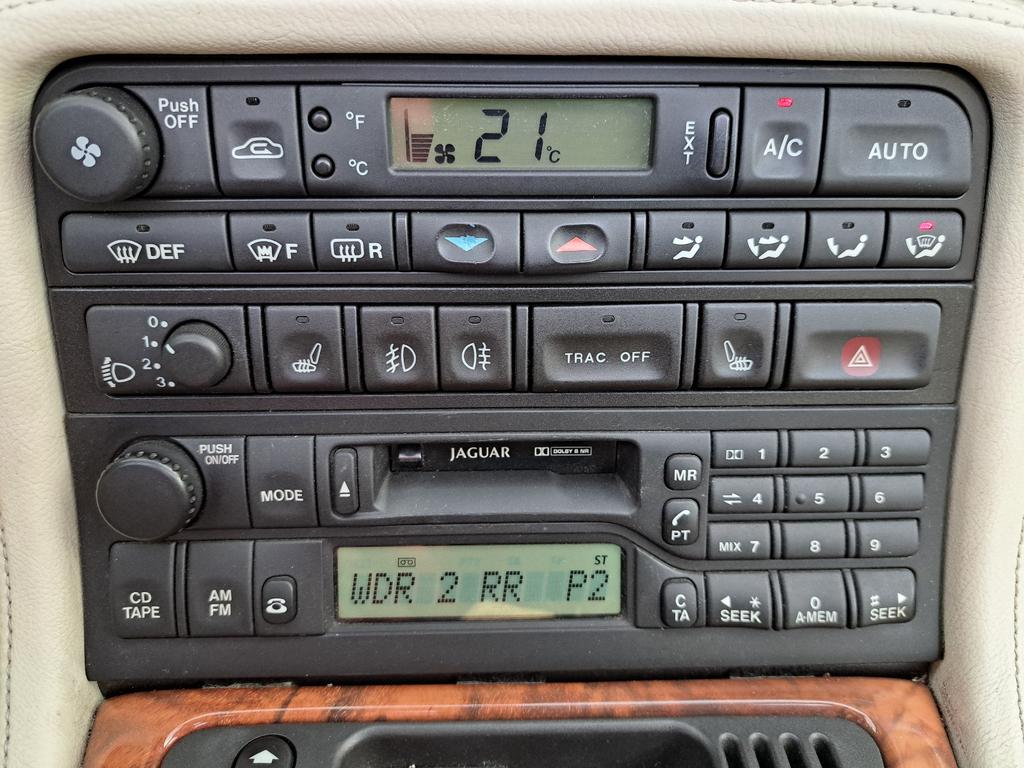 Push OFF
°F
°C
21 °C
EXT
A/C
AUTO
DEF
F
R
0
1
2
3
TRAC. OFF
PUSH ON/OFF
MODE
JAGUAR
DOLBY B NR
MR
PT
1 2 3
4 5 6
MIX 7 8 9
CD TAPE
AM FM
ST
WDR 2 RR P2
C TA
* SEEK
0 A·MEM
# SEEK